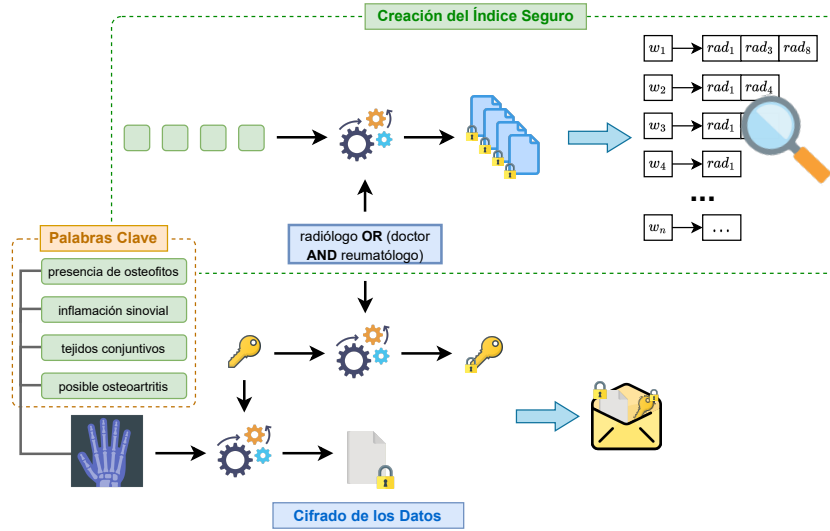 Creación del Índice Seguro
w1 rad1 rad3 rad8
w2 rad1 rad4
w3 rad1
w4 rad1
...
wn ...
radiólogo OR (doctor
AND reumatólogo)
Palabras Clave
presencia de osteofitos
inflamación sinovial
tejidos conjuntivos
posible osteoartritis
Cifrado de los Datos